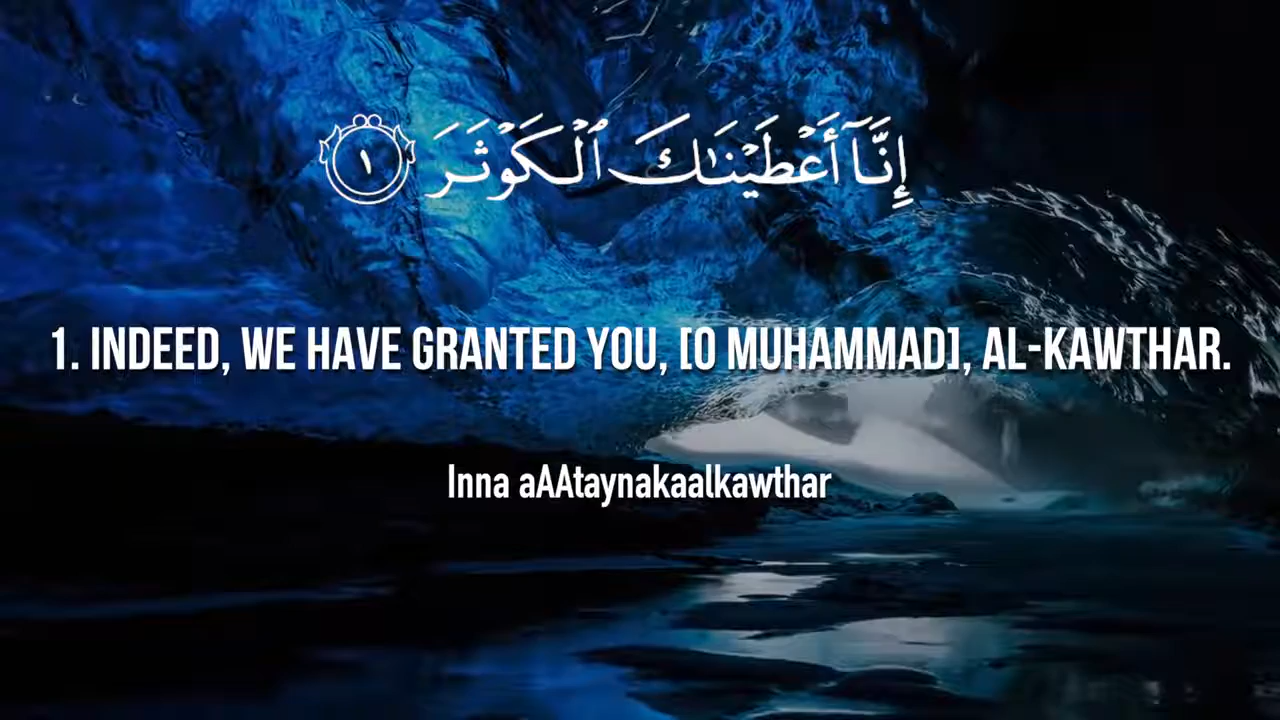 إِنَّآ أَعۡطَيۡنَٰكَ ٱلۡكَوۡثَرَ ١
1. INDEED, WE HAVE GRANTED YOU, [O MUHAMMAD], AL-KAWTHAR.
Inna aAAtaynakaalkawthar